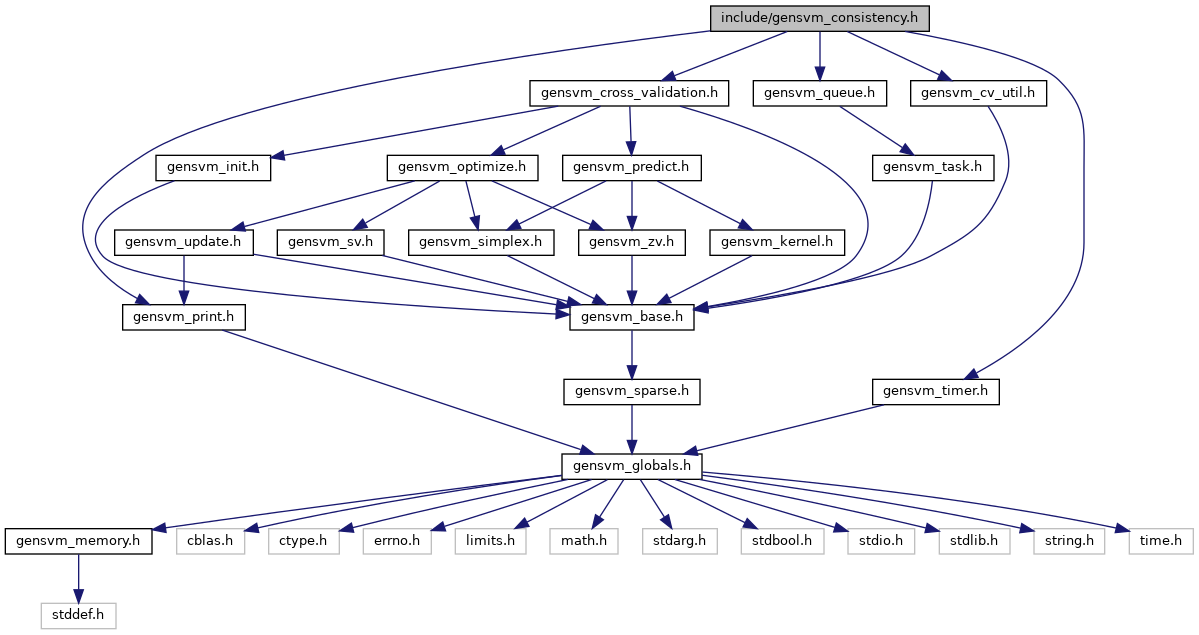 include/gensvm_consistency.h
gensvm_cross_validation.h
gensvm_queue.h
gensvm_cv_util.h
gensvm_init.h
gensvm_optimize.h
gensvm_predict.h
gensvm_task.h
gensvm_update.h
gensvm_sv.h
gensvm_simplex.h
gensvm_zv.h
gensvm_kernel.h
gensvm_print.h
gensvm_base.h
gensvm_sparse.h
gensvm_timer.h
gensvm_globals.h
gensvm_memory.h
cblas.h
ctype.h
errno.h
limits.h
math.h
stdarg.h
stdbool.h
stdio.h
stdlib.h
string.h
time.h
stddef.h